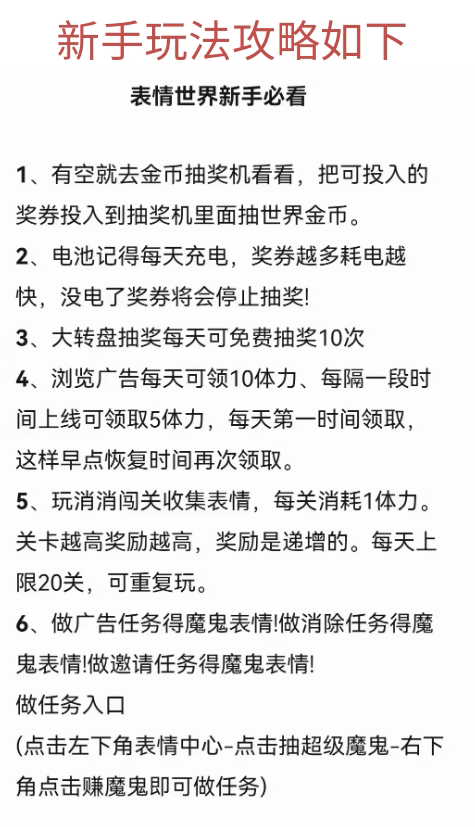 新手玩法攻略如下
表情世界新手必看
1、有空就去金币抽奖机看看，把可投入的
奖券投入到抽奖机里面抽世界金币。
2、电池记得每天充电，奖券越多耗电越
快，没电了奖券将会停止抽奖!
3、大转盘抽奖每天可免费抽奖10次
4、浏览广告每天可领10体力、每隔一段时
间上线可领取5体力，每天第一时间领取，
这样早点恢复时间再次领取。
5、玩消消闯关收集表情，每关消耗1体力。
关卡越高奖励越高，奖励是递增的。每天上
限20关，可重复玩。
6、做广告任务得魔鬼表情!做消除任务得魔
鬼表情!做邀请任务得魔鬼表情!
做任务入口
(点击左下角表情中心-点击抽超级魔鬼-右下
角点击赚魔鬼即可做任务)